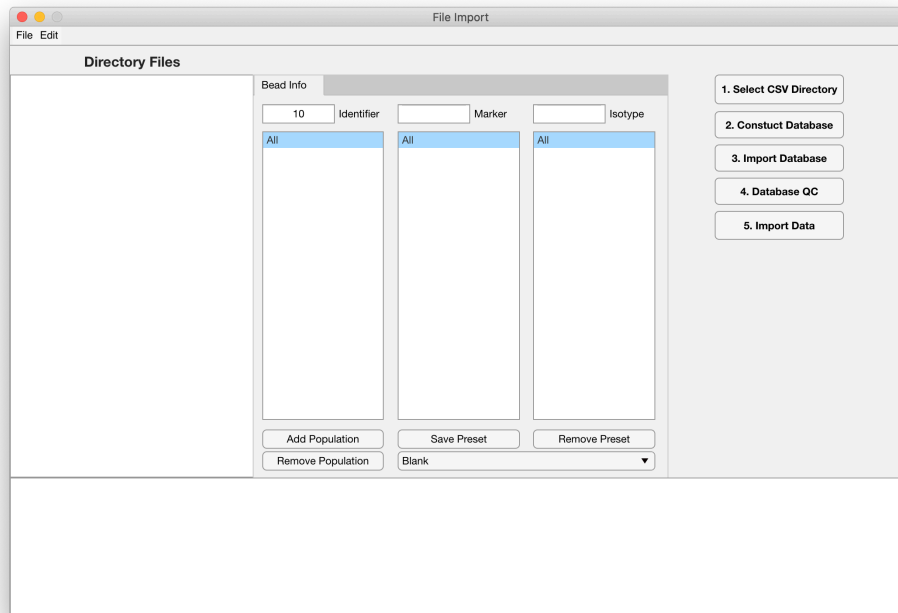 File Import
File Edit
Directory Files
Bead Info
10 Identifier Marker Isotype
All All All
Add Population Save Preset Remove Preset
Remove Population Blank
1. Select CSV Directory
2. Constuct Database
3. Import Database
4. Database QC
5. Import Data